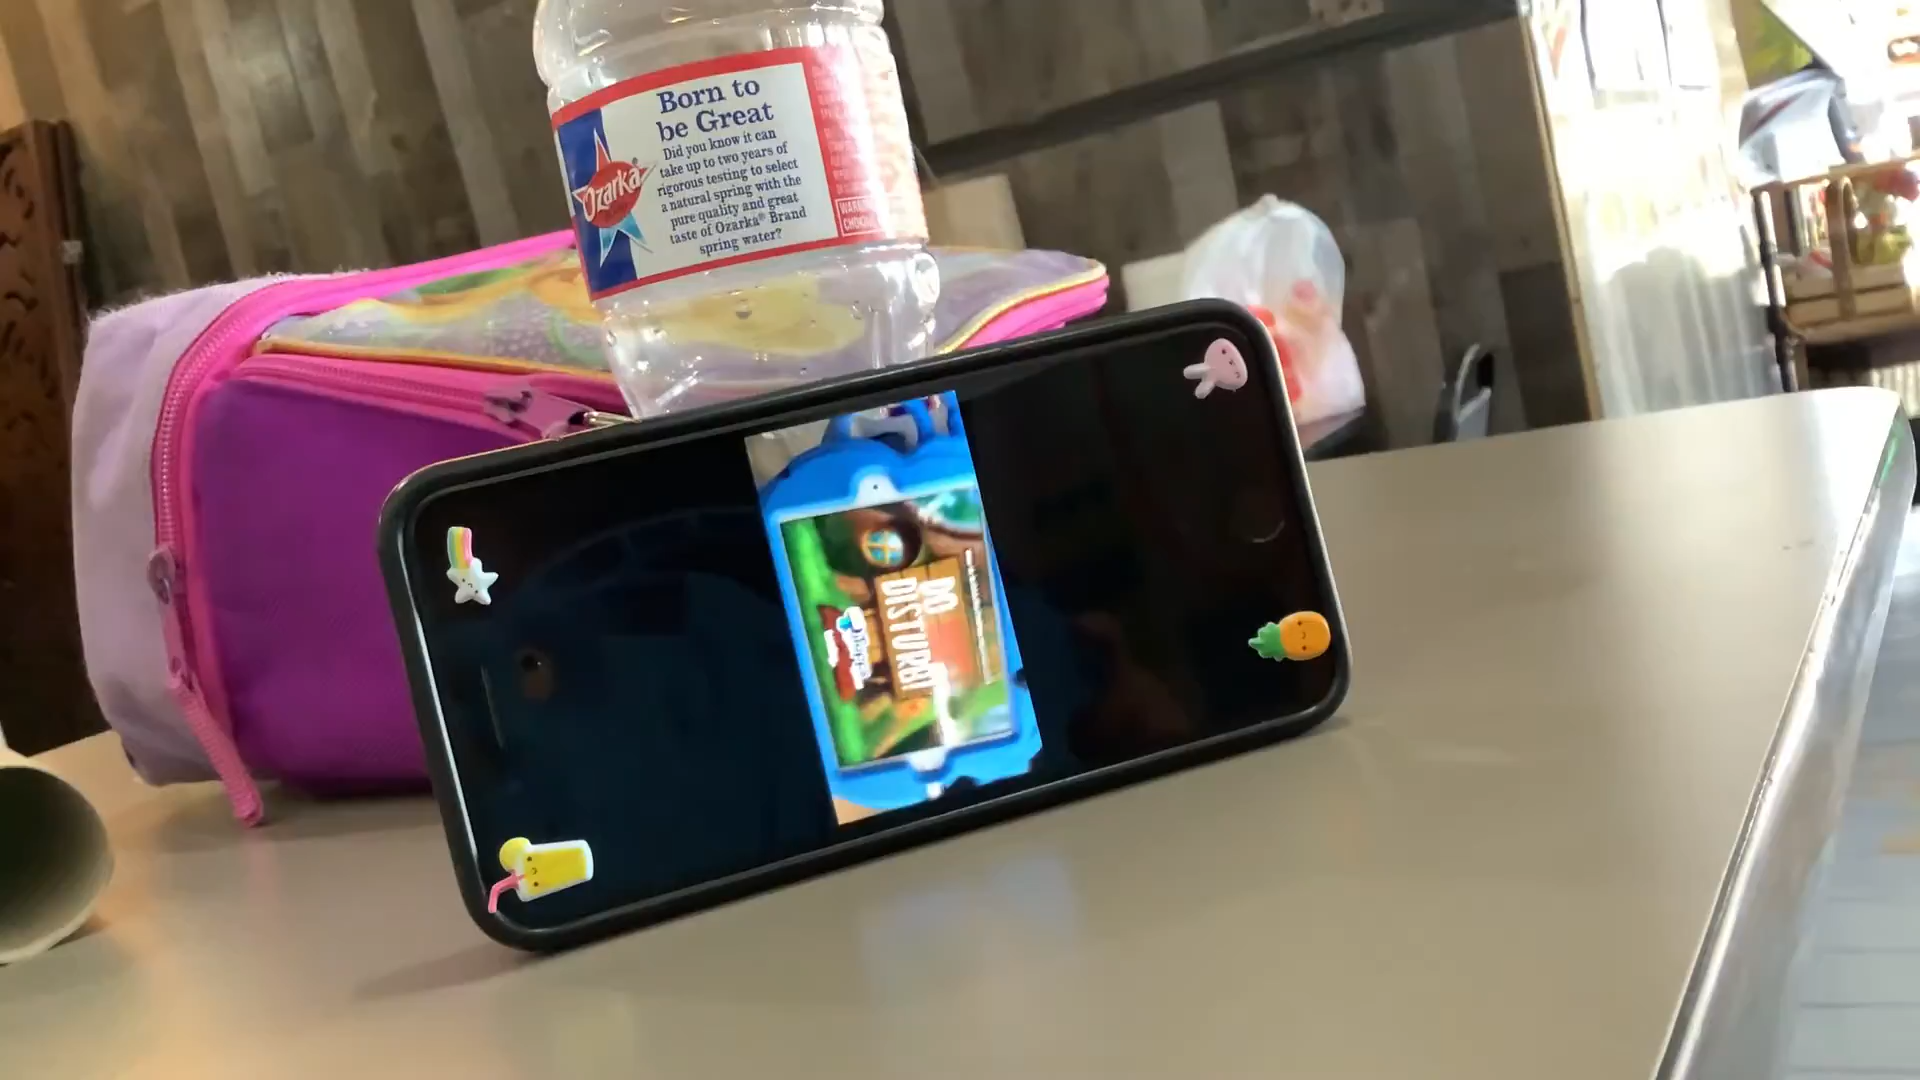 Born to
be Great
Did you know it can
take up to two years of
rigorous testing to select
a natural spring with the
pure quality and great
taste of Ozarka® Brand
spring water?
Ozarka®
DO
DISTURB!